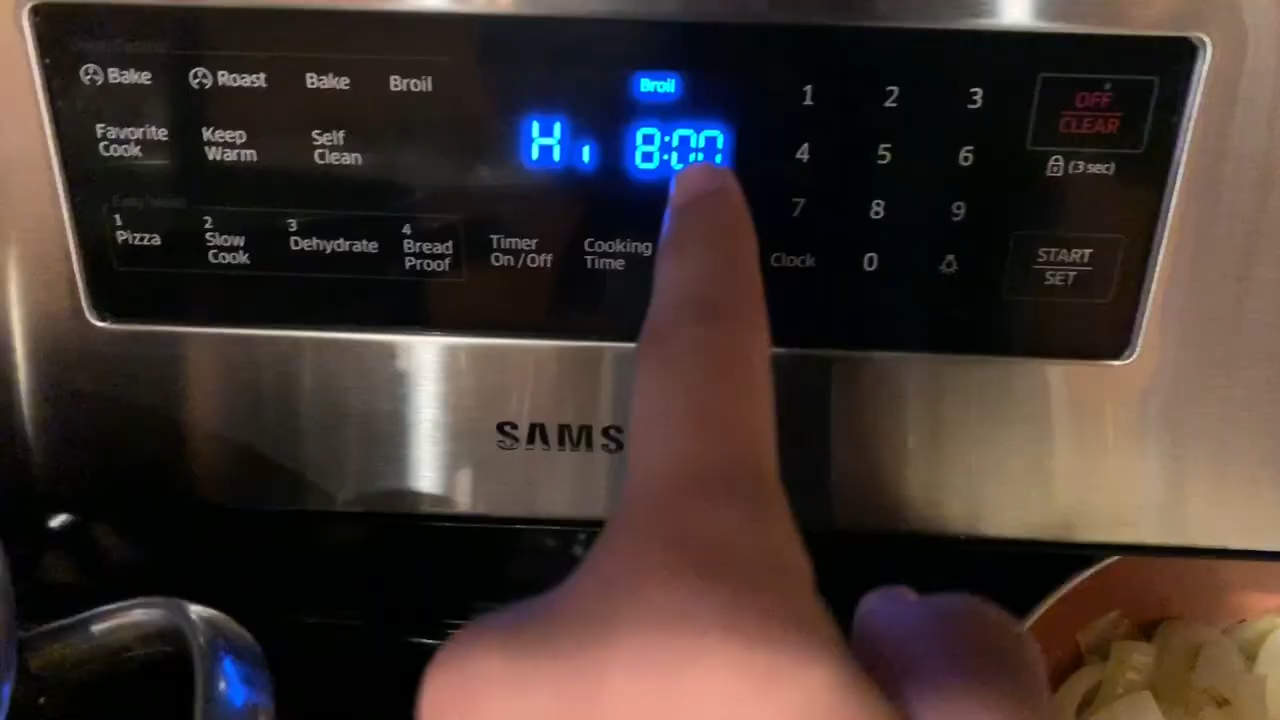 Bake Roast Bake Broil
Favorite Cook Keep Warm Self Clean
1 Pizza 2 Slow Cook 3 Dehydrate 4 Bread Proof
Timer On/Off Cooking Time
Broil
Hi 8:00
1 2 3
4 5 6
7 8 9
Clock 0
OFF
CLEAR
(3 sec)
START
SET
SAMS